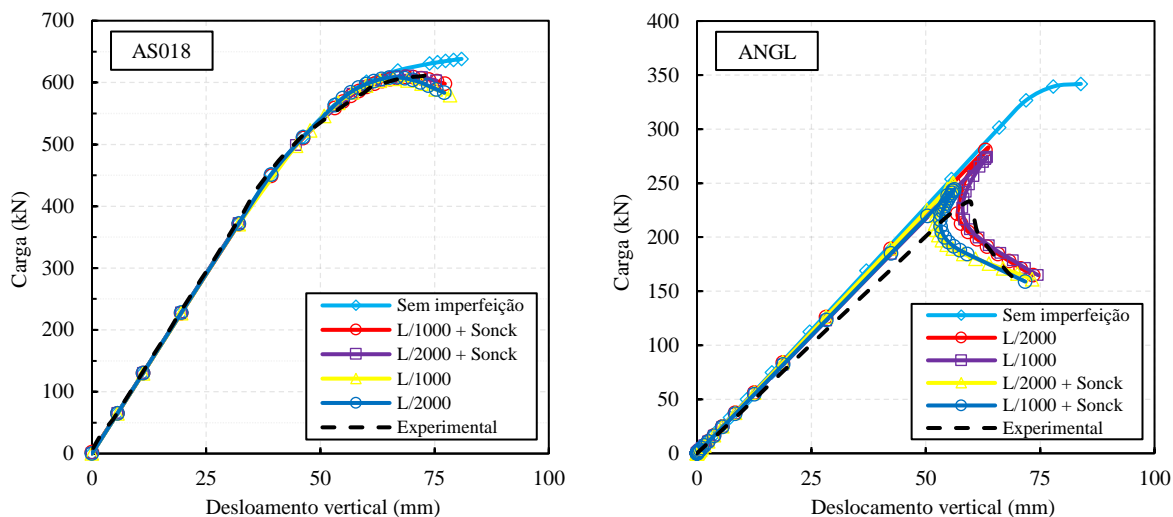 AS018
Carga (kN)
700
600
500
400
300
200
100
0
0 25 50 75 100
Desloamento vertical (mm)
Sem imperfeição
L/1000 + Sonck
L/2000 + Sonck
L/1000
L/2000
Experimental
ANGL
Carga (kN)
400
350
300
250
200
150
100
50
0
0 25 50 75 100
Deslocamento vertical (mm)
Sem imperfeição
L/2000
L/1000
L/2000 + Sonck
L/1000 + Sonck
Experimental